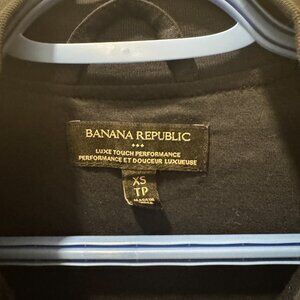 BANANA REPUBLIC
LUXE TOUCH PERFORMANCE
PERFORMANCE ET DOUCEUR LUXUEUSE
XS
TP